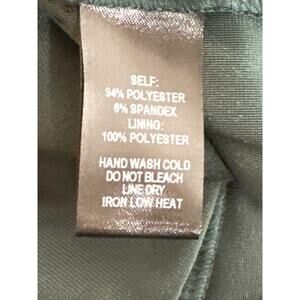 SELF:
94% POLYESTER
6% SPANDEX
LINING:
100% POLYESTER
HAND WASH COLD
DO NOT BLEACH
LINE DRY
IRON LOW HEAT